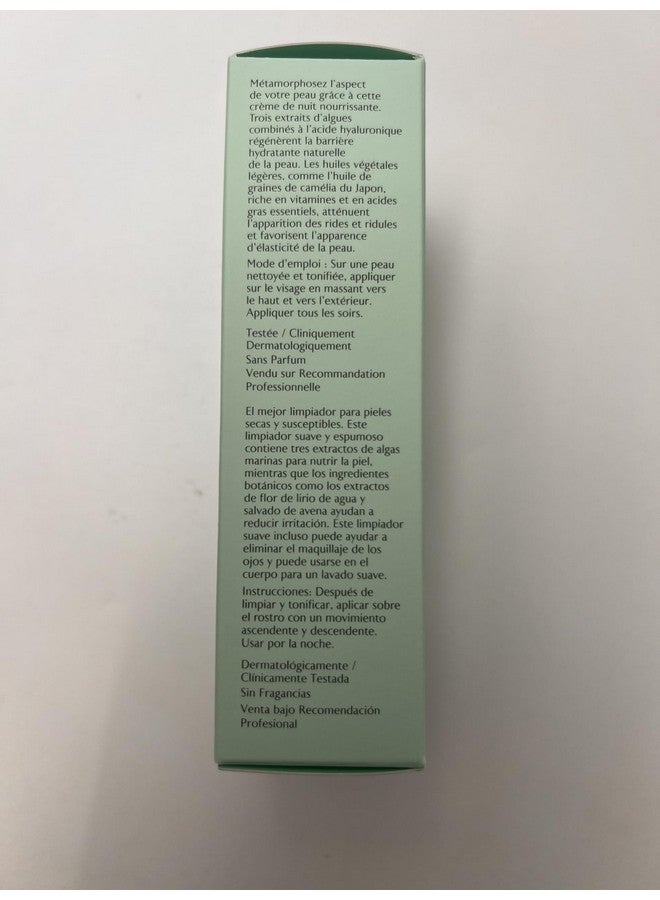 Métamorphosez l'aspect
de votre peau grâce à cette
crème de nuit nourrissante.
Trois extraits d'algues
combinés à l'acide hyaluronique
régénèrent la barrière
hydratante naturelle
de la peau. Les huiles végétales
légères, comme l'huile de
graines de camélia du Japon,
riche en vitamines et en acides
gras essentiels, atténuent
l'apparition des rides et ridules
et favorisent l'apparence
d'élasticité de la peau.
Mode d'emploi : Sur une peau
nettoyée et tonifiée, appliquer
sur le visage en massant vers
le haut et vers l'extérieur.
Appliquer tous les soirs.
Testée / Cliniquement
Dermatologiquement
Sans Parfum
Vendu sur Recommandation
Professionnelle
El mejor limpiador para pieles
secas y susceptibles. Este
limpiador suave y espumoso
contiene tres extractos de algas
marinas para nutrir la piel,
mientras que los ingredientes
botánicos como los extractos
de flor de lirio de agua y
salvado de avena ayudan a
reducir irritación. Este limpiador
suave incluso puede ayudar a
eliminar el maquillaje de los
ojos y puede usarse en el
cuerpo para un lavado suave.
Instrucciones: Después de
limpiar y tonificar, aplicar sobre
el rostro con un movimiento
ascendente y descendente.
Usar por la noche.
Dermatológicamente /
Clínicamente Testada
Sin Fragancias
Venta bajo Recomendación
Profesional